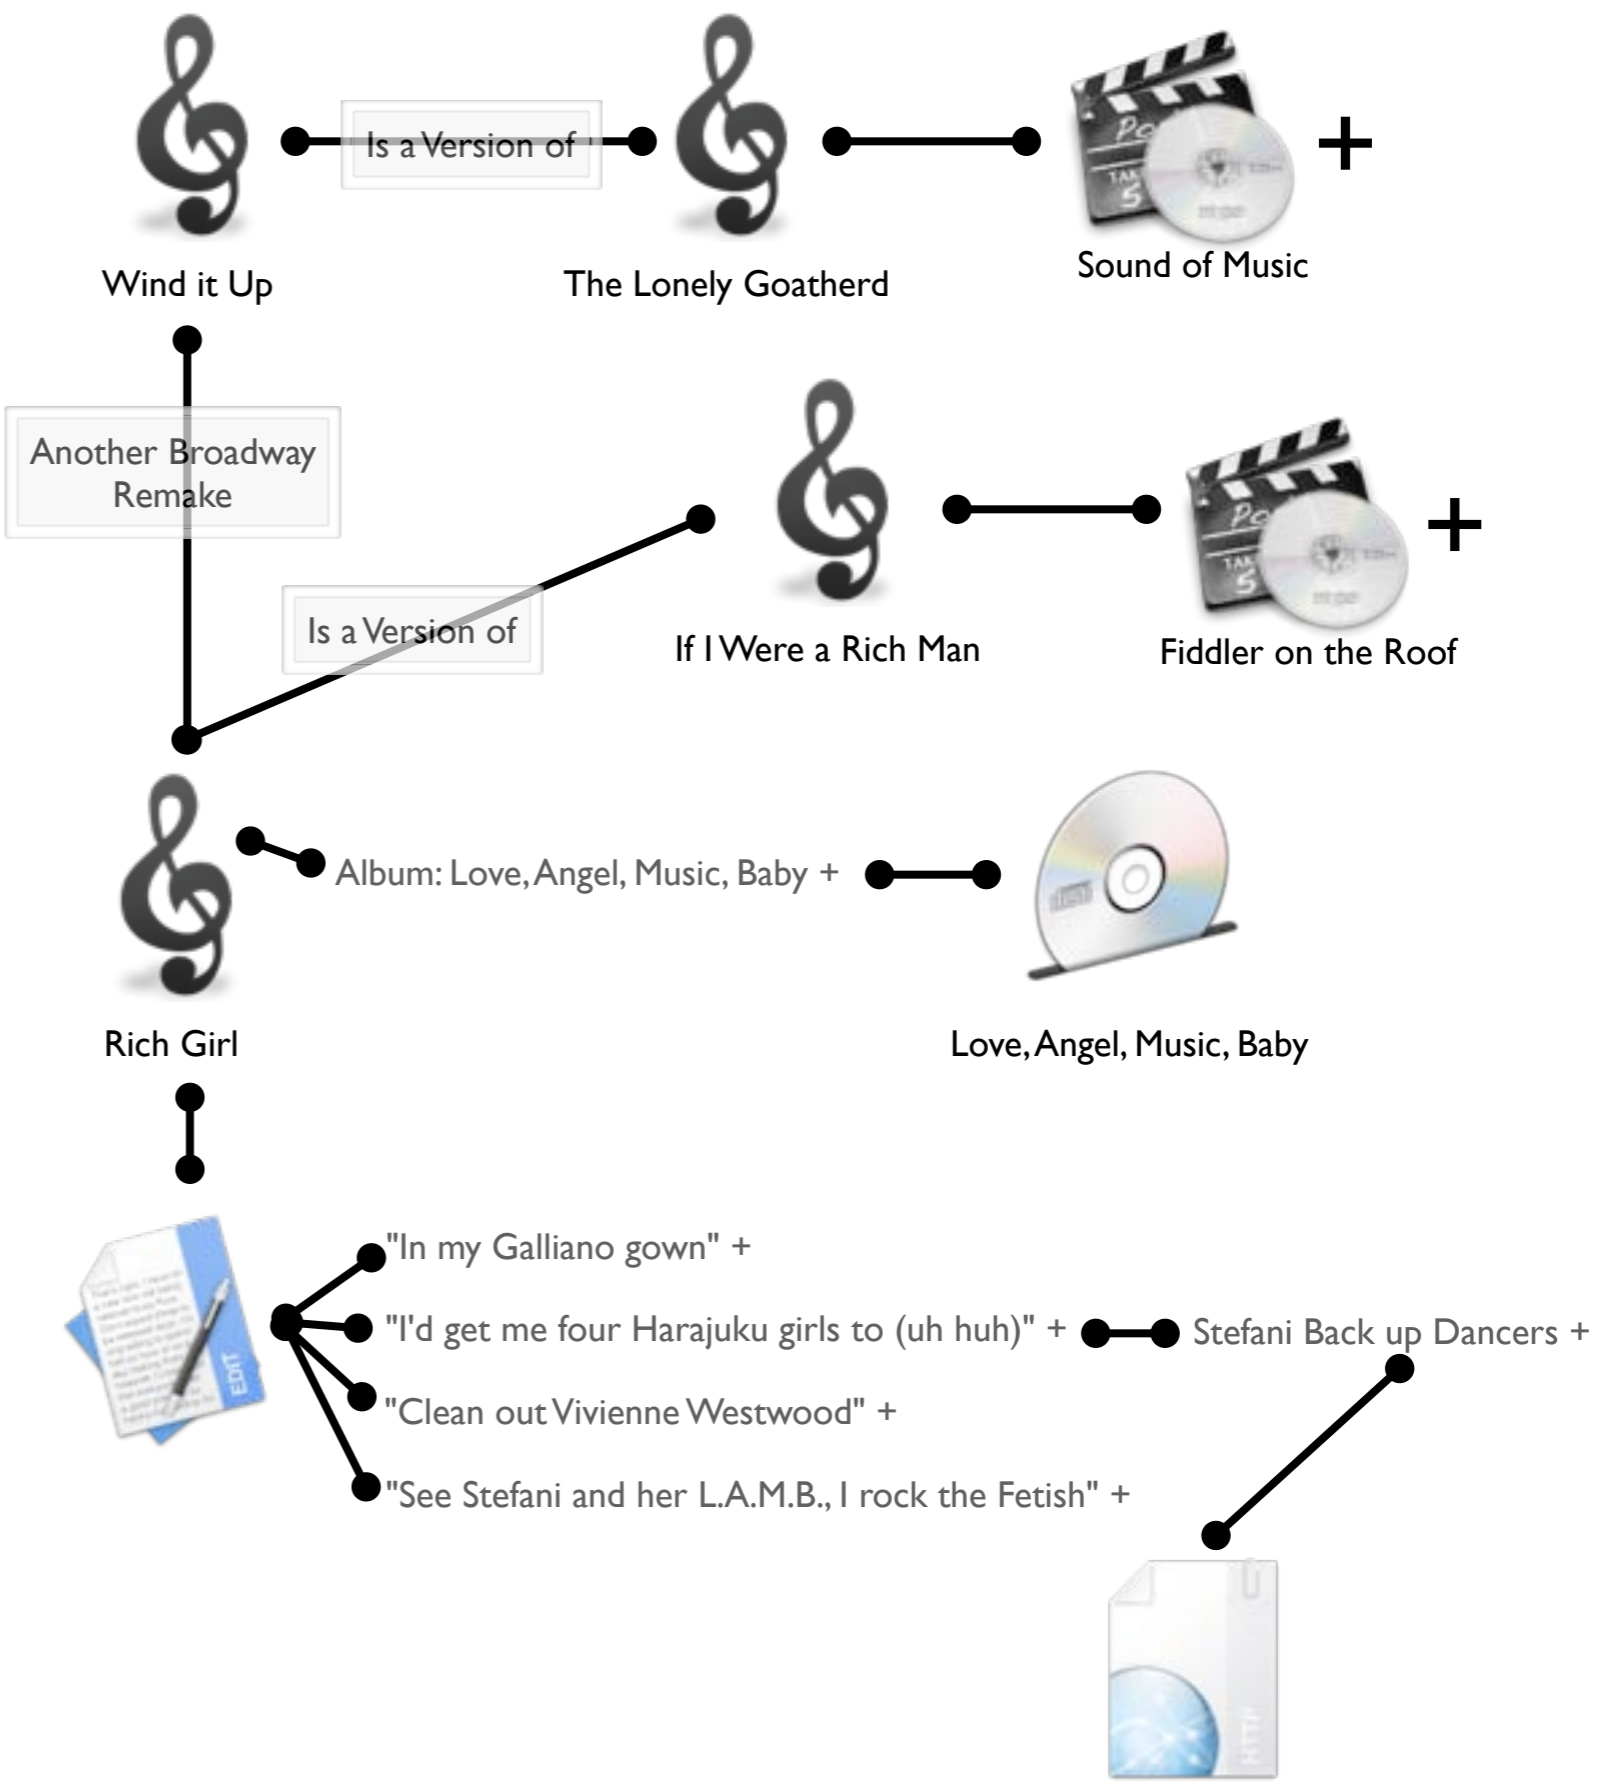 Is a Version of
Wind it Up
The Lonely Goatherd
Sound of Music
+
Another Broadway
Remake
Is a Version of
If I Were a Rich Man
Fiddler on the Roof
+
Album: Love, Angel, Music, Baby +
Rich Girl
Love, Angel, Music, Baby
"In my Galliano gown" +
"I'd get me four Harajuku girls to (uh huh)" +
Stefani Back up Dancers +
"Clean out Vivienne Westwood" +
"See Stefani and her L.A.M.B., I rock the Fetish" +
EDIT
HTTP